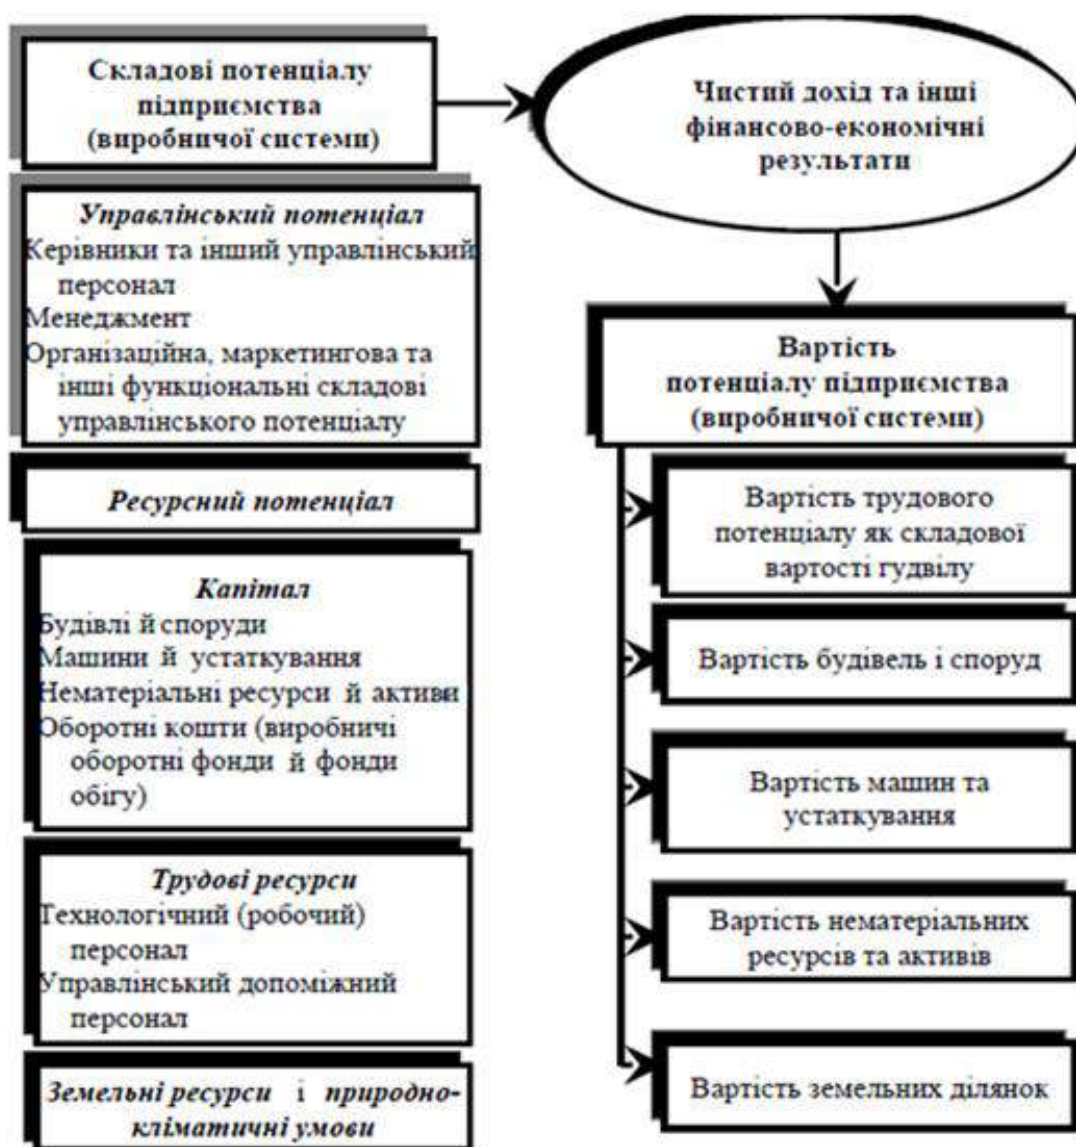 Складові потенціалу
підприємства
(виробничої системи)
Чистий дохід та інші
фінансово-економічні
результати
Управлінський потенціал
Керівники та інший управлінський
персонал
Менеджмент
Організаційна, маркетингова та
інші функціональні складові
управлінського потенціалу
Ресурсний потенціал
Капітал
Будівлі й споруди
Машини й устаткування
Нематеріальні ресурси й активи
Оборотні кошти (виробничі
оборотні фонди й фонди
обігу)
Трудові ресурси
Технологічний (робочий)
персонал
Управлінський допоміжний
персонал
Земельні ресурси і природно-
кліматичні умови
Вартість
потенціалу підприємства
(виробничої системи)
Вартість трудового
потенціалу як складової
вартості гудвілу
Вартість будівель і споруд
Вартість машин та
устаткування
Вартість нематеріальних
ресурсів та активів
Вартість земельних ділянок